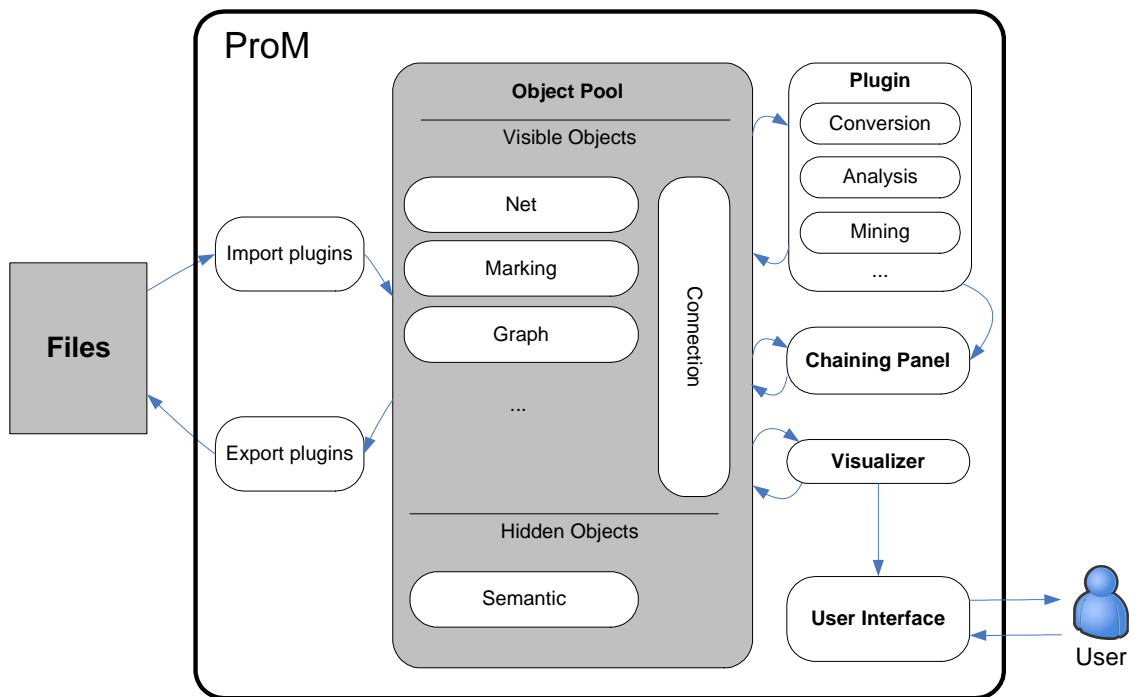 ProM
Files
Import plugins
Export plugins
Object Pool
Visible Objects
Net
Marking
Graph
...
Connection
Hidden Objects
Semantic
Plugin
Conversion
Analysis
Mining
...
Chaining Panel
Visualizer
User Interface
User